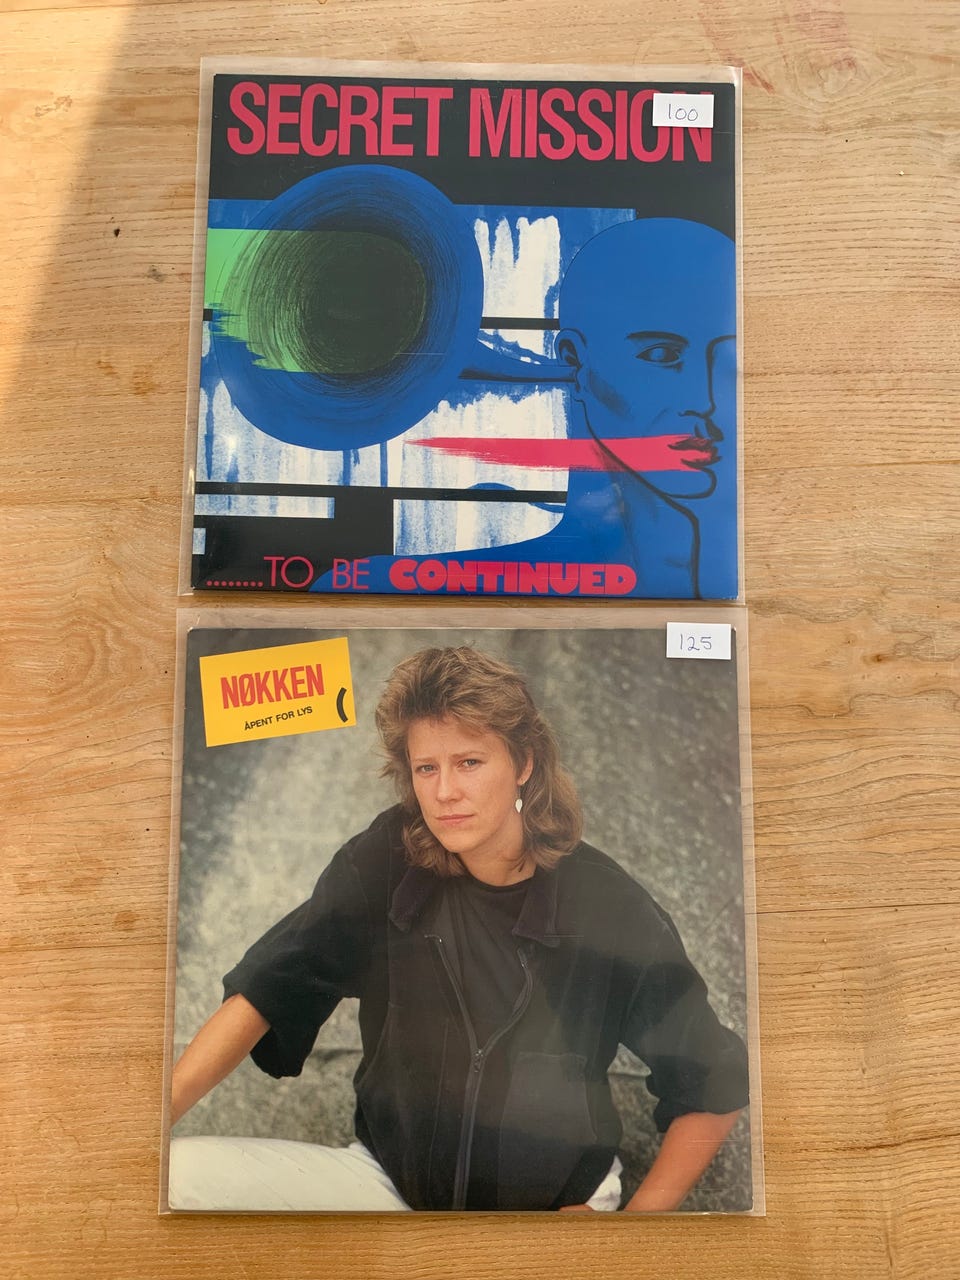 SECRET MISSION
100
........TO BE CONTINUED
125
NØKKEN
ÅPENT FOR LYS